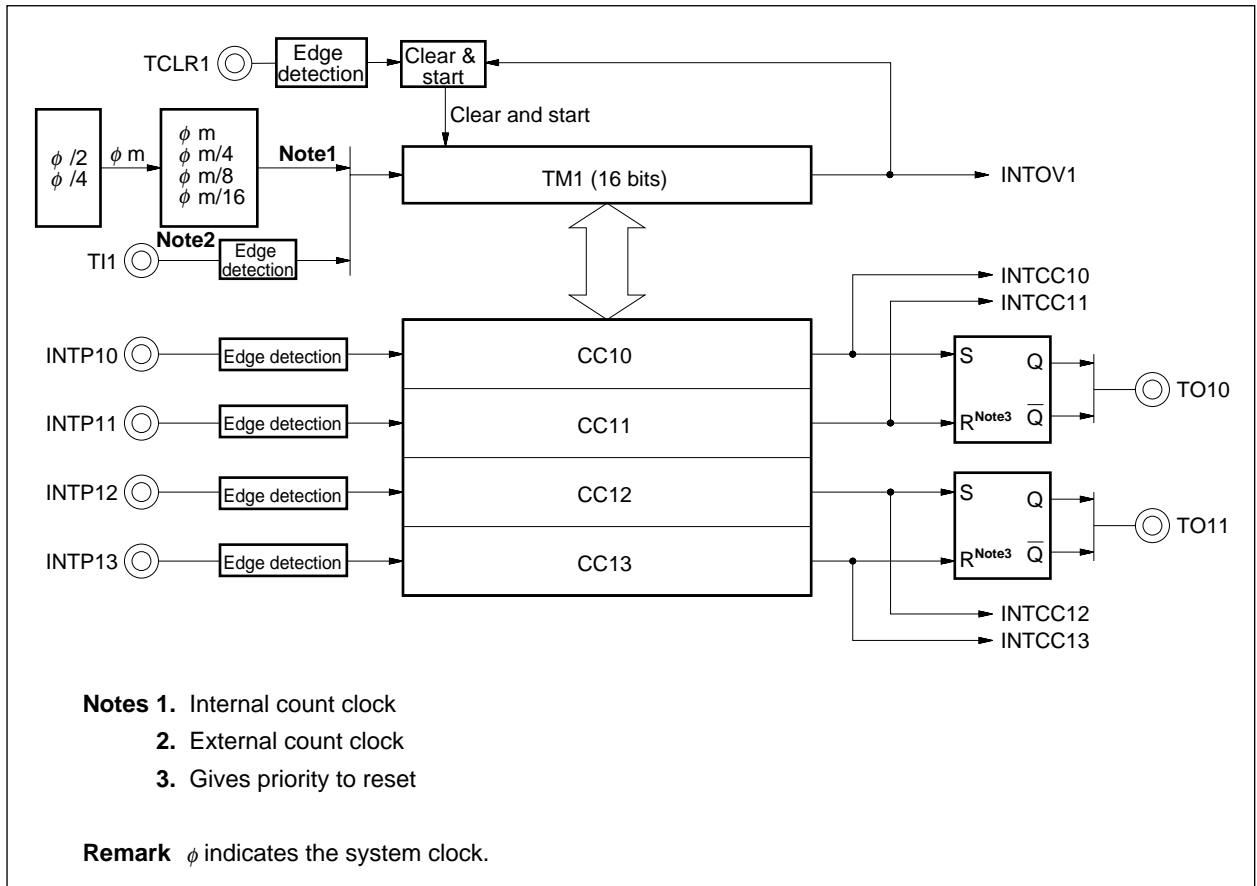 TCLR1
Edge
detection
Clear &
start
Clear and start
φ /2
φ /4
φ m
φ m
φ m/4
φ m/8
φ m/16
Note1
TM1 (16 bits)
INTOV1
Note2
TI1
Edge
detection
INTCC10
INTCC11
INTP10
Edge detection
CC10
S
Q
TO10
INTP11
Edge detection
CC11
R Note3
Q̅
INTP12
Edge detection
CC12
S
Q
TO11
INTP13
Edge detection
CC13
R Note3
Q̅
INTCC12
INTCC13
Notes 1. Internal count clock
2. External count clock
3. Gives priority to reset
Remark φ indicates the system clock.